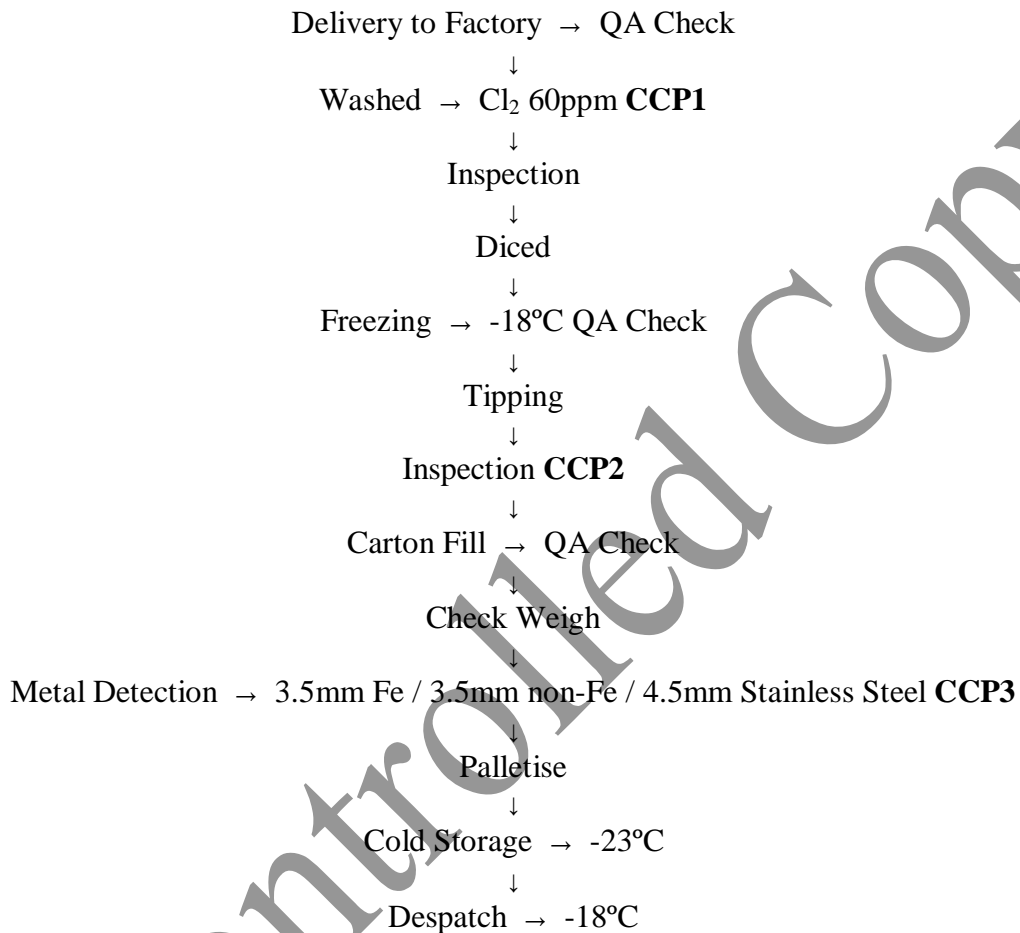 Delivery to Factory → QA Check
↓
Washed → Cl₂ 60ppm CCP1
↓
Inspection
↓
Diced
↓
Freezing → -18ºC QA Check
↓
Tipping
↓
Inspection CCP2
↓
Carton Fill → QA Check
↓
Check Weigh
↓
Metal Detection → 3.5mm Fe / 3.5mm non-Fe / 4.5mm Stainless Steel CCP3
↓
Palletise
↓
Cold Storage → -23ºC
↓
Despatch → -18ºC